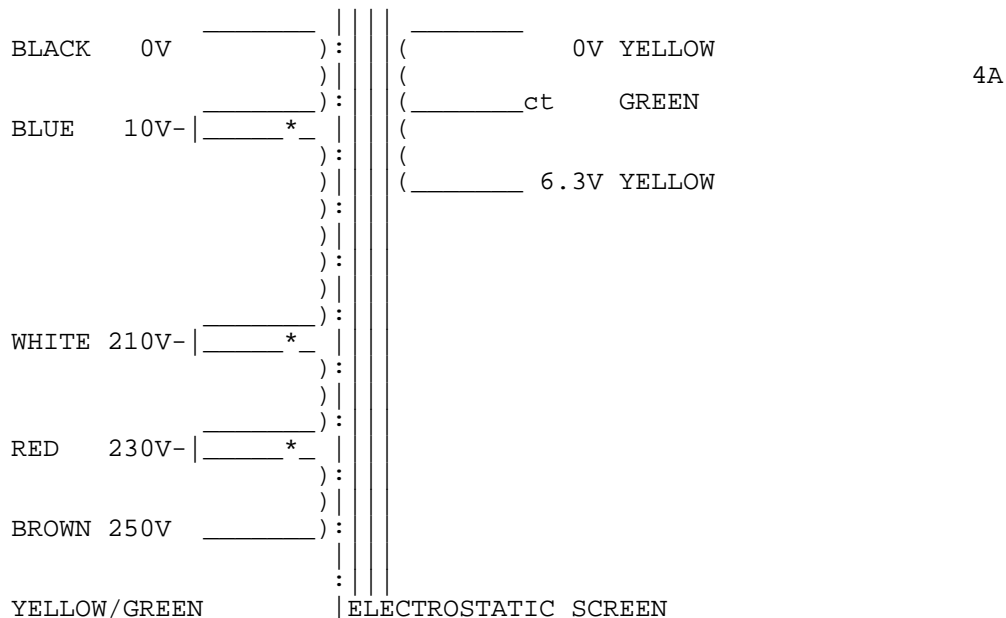 BLACK 0V 0V YELLOW
4A
ct GREEN
BLUE 10V-
6.3V YELLOW
WHITE 210V-
RED 230V-
BROWN 250V
YELLOW/GREEN ELECTROSTATIC SCREEN